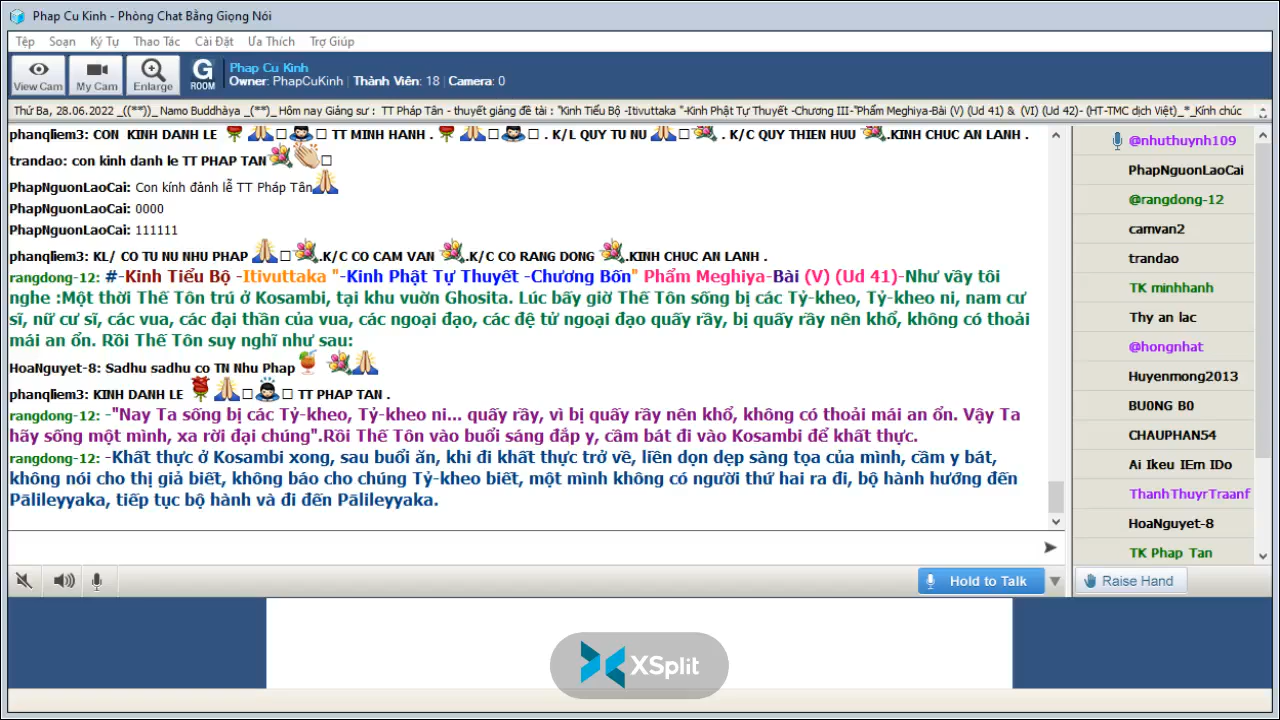 Phap Cu Kinh - Phòng Chat Bằng Giọng Nói
Tệp Soạn Ký Tự Thao Tác Cài Đặt Ưa Thích Trợ Giúp
View Cam My Cam Enlarge G ROOM
Phap Cu Kinh
Owner: PhapCuKinh | Thành Viên: 18 | Camera: 0
Thứ Ba, 28.06.2022 _((**))_ Namo Buddhàya _(**)_ Hôm nay Giảng sư : TT Pháp Tân - thuyết giảng đề tài : "Kinh Tiểu Bộ -Itivuttaka "-Kinh Phật Tự Thuyết -Chương III-"Phẩm Meghiya-Bài (V) (Ud 41) & (VI) (Ud 42)- (HT-TMC dịch Việt)_*_Kính chúc
phanqliem3: CON KINH DANH LE 🌹🙏□🙇□ TT MINH HANH . 🌹🙏□🙇□ . K/L QUY TU NU 🙏□💐 . K/C QUY THIEN HUU 💐.KINH CHUC AN LANH .
trandao: con kinh danh le TT PHAP TAN💐👏□
PhapNguonLaoCai: Con kính đảnh lễ TT Pháp Tân🙏
PhapNguonLaoCai: 0000
PhapNguonLaoCai: 111111
phanqliem3: KL/ CO TU NU NHU PHAP 🙏□💐.K/C CO CAM VAN 💐.K/C CO RANG DONG 💐.KINH CHUC AN LANH .
rangdong-12: #-Kinh Tiểu Bộ -Itivuttaka "-Kinh Phật Tự Thuyết -Chương Bốn" Phẩm Meghiya-Bài (V) (Ud 41)-Như vầy tôi
nghe :Một thời Thế Tôn trú ở Kosambi, tại khu vườn Ghosita. Lúc bấy giờ Thế Tôn sống bị các Tỷ-kheo, Tỷ-kheo ni, nam cư
sĩ, nữ cư sĩ, các vua, các đại thần của vua, các ngoại đạo, các đệ tử ngoại đạo quấy rầy, bị quấy rầy nên khổ, không có thoải
mái an ổn. Rồi Thế Tôn suy nghĩ như sau:
HoaNguyet-8: Sadhu sadhu co TN Nhu Phap🍹 💐🙏
phanqliem3: KINH DANH LE 🌹🙏□🙇□ TT PHAP TAN .
rangdong-12: -"Nay Ta sống bị các Tỷ-kheo, Tỷ-kheo ni... quấy rầy, vì bị quấy rầy nên khổ, không có thoải mái an ổn. Vậy Ta
hãy sống một mình, xa rời đại chúng".Rồi Thế Tôn vào buổi sáng đắp y, cầm bát đi vào Kosambi để khất thực.
rangdong-12: -Khất thực ở Kosambi xong, sau buổi ăn, khi đi khất thực trở về, liền dọn dẹp sàng tọa của mình, cầm y bát,
không nói cho thị giả biết, không báo cho chúng Tỷ-kheo biết, một mình không có người thứ hai ra đi, bộ hành hướng đến
Pālileyyaka, tiếp tục bộ hành và đi đến Pālileyyaka.
@nhuthuynh109
PhapNguonLaoCai
@rangdong-12
camvan2
trandao
TK minhhanh
Thy an lac
@hongnhat
Huyenmong2013
BU0NG B0
CHAUPHAN54
Ai Ikeu IEm IDo
ThanhThuyrTraanf
HoaNguyet-8
TK Phap Tan
Hold to Talk
Raise Hand
XSplit